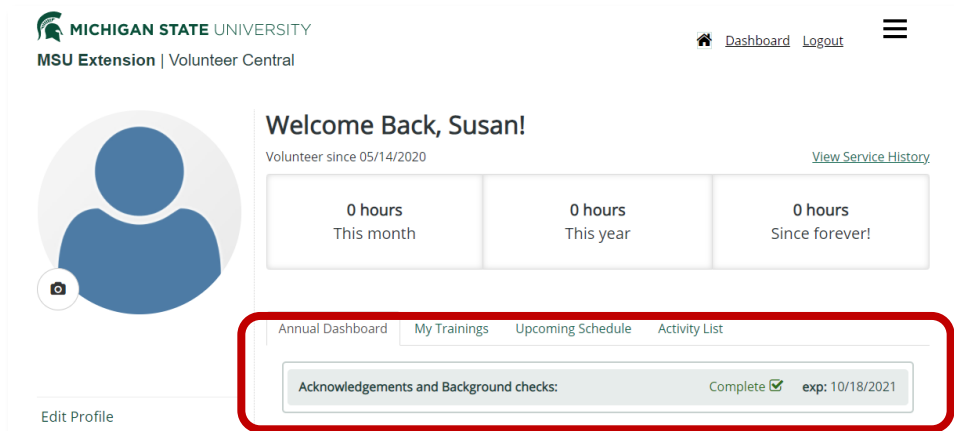 MICHIGAN STATE UNIVERSITY
MSU Extension | Volunteer Central
Dashboard Logout
Welcome Back, Susan!
Volunteer since 05/14/2020
View Service History
0 hours
This month
0 hours
This year
0 hours
Since forever!
Annual Dashboard My Trainings Upcoming Schedule Activity List
Acknowledgements and Background checks: Complete exp: 10/18/2021
Edit Profile